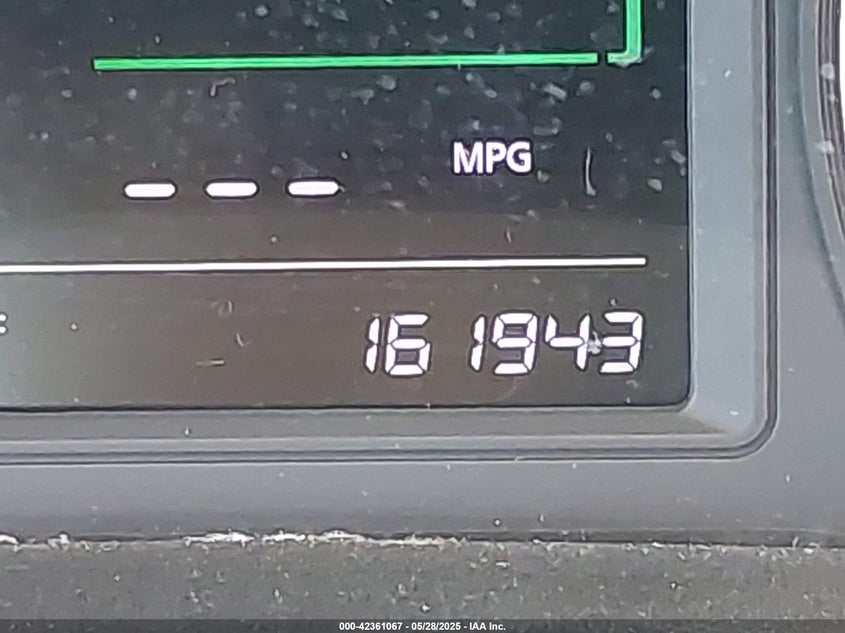 MPG
- - -
161943
000-42361067 - 05/28/2025 - IAA Inc.